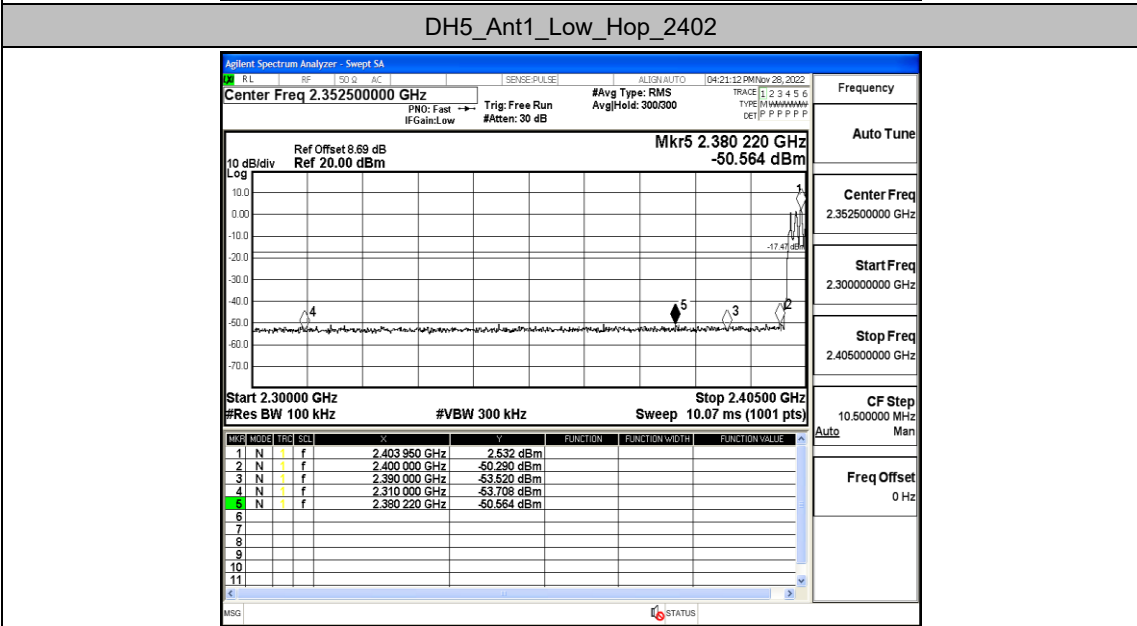 DH5_Ant1_Low_Hop_2402
Agilent Spectrum Analyzer - Swept SA
LXI RL RF 50 Ω AC SENSE:PULSE ALIGNAUTO 04:21:12 PM Nov 28, 2022
Center Freq 2.352500000 GHz
PNO: Fast
IFGain:Low
Trig: Free Run
#Atten: 30 dB
#Avg Type: RMS
Avg|Hold: 300/300
TRACE 1 2 3 4 5 6
TYPE M WWWWW
DET P P P P P P
Frequency
Mkr5 2.380 220 GHz
-50.564 dBm
Ref Offset 8.69 dB
10 dB/div Ref 20.00 dBm
Log
10.0
0.00
-10.0
-20.0
-30.0
-40.0
-50.0
-60.0
-70.0
1
-17.47 dBm
4
5
3
2
Start 2.30000 GHz Stop 2.40500 GHz
#Res BW 100 kHz #VBW 300 kHz Sweep 10.07 ms (1001 pts)
MKR MODE TRC SCL X Y FUNCTION FUNCTION WIDTH FUNCTION VALUE
1 N 1 f 2.403 950 GHz 2.532 dBm
2 N 1 f 2.400 000 GHz -50.290 dBm
3 N 1 f 2.390 000 GHz -53.520 dBm
4 N 1 f 2.310 000 GHz -53.708 dBm
5 N 1 f 2.380 220 GHz -50.564 dBm
6
7
8
9
10
11
MSG STATUS
Auto Tune
Center Freq
2.352500000 GHz
Start Freq
2.300000000 GHz
Stop Freq
2.405000000 GHz
CF Step
10.500000 MHz
Auto Man
Freq Offset
0 Hz